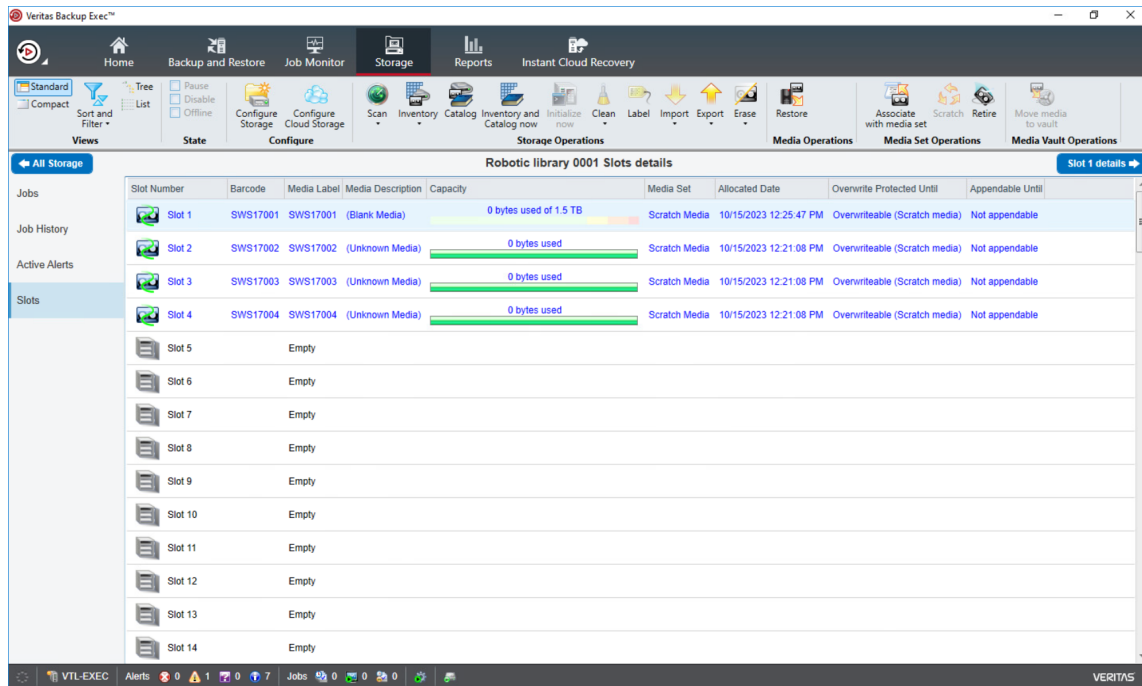 Veritas Backup Exec™
Home Backup and Restore Job Monitor Storage Reports Instant Cloud Recovery
Standard
Compact
Sort and Filter
Tree
List
Pause
Disable
Offline
Configure Storage
Configure Cloud Storage
Scan
Inventory
Catalog
Inventory and Catalog now
Initialize now
Clean
Label
Import
Export
Erase
Restore
Associate with media set
Scratch
Retire
Move media to vault
Views State Configure Storage Operations Media Operations Media Set Operations Media Vault Operations
All Storage
Robotic library 0001 Slots details
Slot 1 details
Jobs
Job History
Active Alerts
Slots
Slot Number Barcode Media Label Media Description Capacity Media Set Allocated Date Overwrite Protected Until Appendable Until
Slot 1 SWS17001 SWS17001 (Blank Media) 0 bytes used of 1.5 TB Scratch Media 10/15/2023 12:25:47 PM Overwriteable (Scratch media) Not appendable
Slot 2 SWS17002 SWS17002 (Unknown Media) 0 bytes used Scratch Media 10/15/2023 12:21:08 PM Overwriteable (Scratch media) Not appendable
Slot 3 SWS17003 SWS17003 (Unknown Media) 0 bytes used Scratch Media 10/15/2023 12:21:08 PM Overwriteable (Scratch media) Not appendable
Slot 4 SWS17004 SWS17004 (Unknown Media) 0 bytes used Scratch Media 10/15/2023 12:21:08 PM Overwriteable (Scratch media) Not appendable
Slot 5 Empty
Slot 6 Empty
Slot 7 Empty
Slot 8 Empty
Slot 9 Empty
Slot 10 Empty
Slot 11 Empty
Slot 12 Empty
Slot 13 Empty
Slot 14 Empty
VTL-EXEC Alerts 0 1 0 7 Jobs 0 0 0 VERITAS